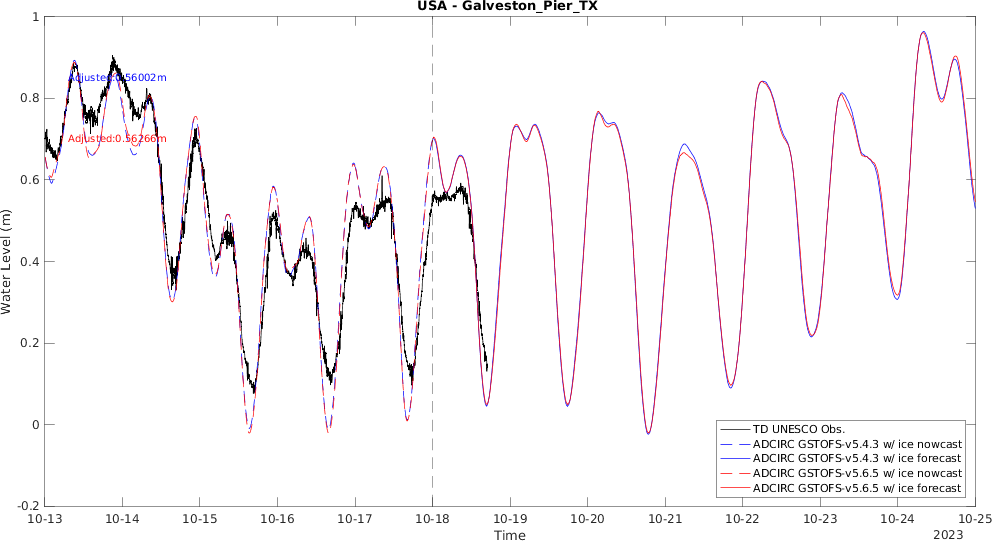 USA - Galveston_Pier_TX
1
0.8
0.6
0.4
0.2
0
-0.2
Water Level (m)
Adjusted:0.56002m
Adjusted:0.56266m
TD UNESCO Obs.
ADCIRC GSTOFS-v5.4.3 w/ ice nowcast
ADCIRC GSTOFS-v5.4.3 w/ ice forecast
ADCIRC GSTOFS-v5.6.5 w/ ice nowcast
ADCIRC GSTOFS-v5.6.5 w/ ice forecast
10-13 10-14 10-15 10-16 10-17 10-18 10-19 10-20 10-21 10-22 10-23 10-24 10-25
Time
2023